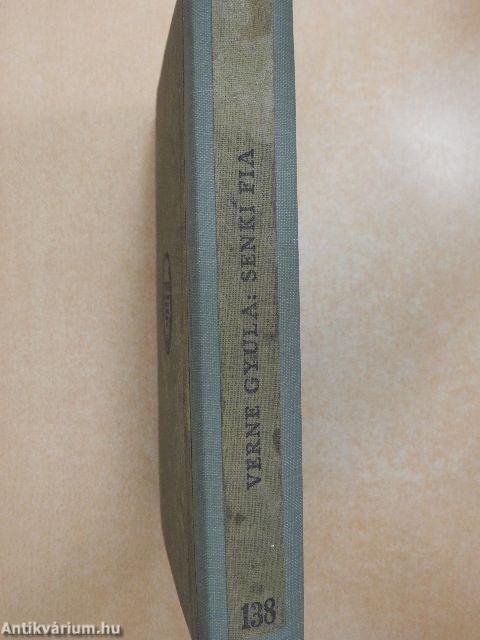 VERNE GYULA: SENKI FIA
138
Antikvárium.hu